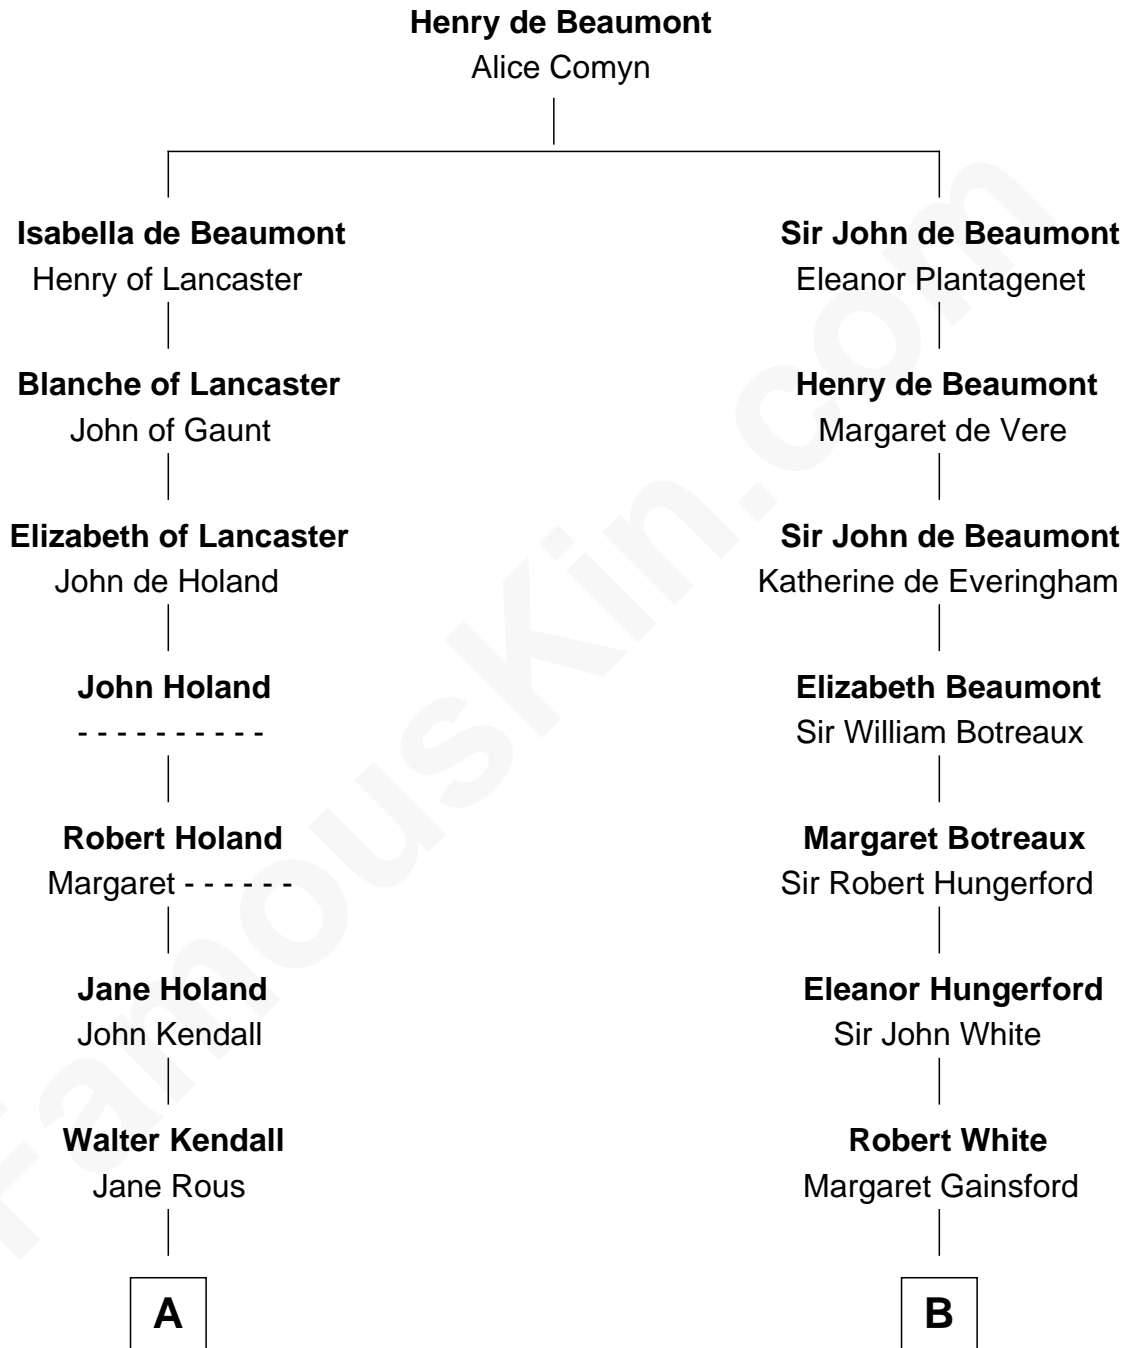 Henry de Beaumont
Alice Comyn
Isabella de Beaumont
Henry of Lancaster
Sir John de Beaumont
Eleanor Plantagenet
Blanche of Lancaster
John of Gaunt
Henry de Beaumont
Margaret de Vere
Elizabeth of Lancaster
John de Holand
Sir John de Beaumont
Katherine de Everingham
John Holand
- - - - - - - - - -
Elizabeth Beaumont
Sir William Botreaux
Robert Holand
Margaret - - - - - -
Margaret Botreaux
Sir Robert Hungerford
Jane Holand
John Kendall
Eleanor Hungerford
Sir John White
Walter Kendall
Jane Rous
Robert White
Margaret Gainsford
A
B
FamousKin.com